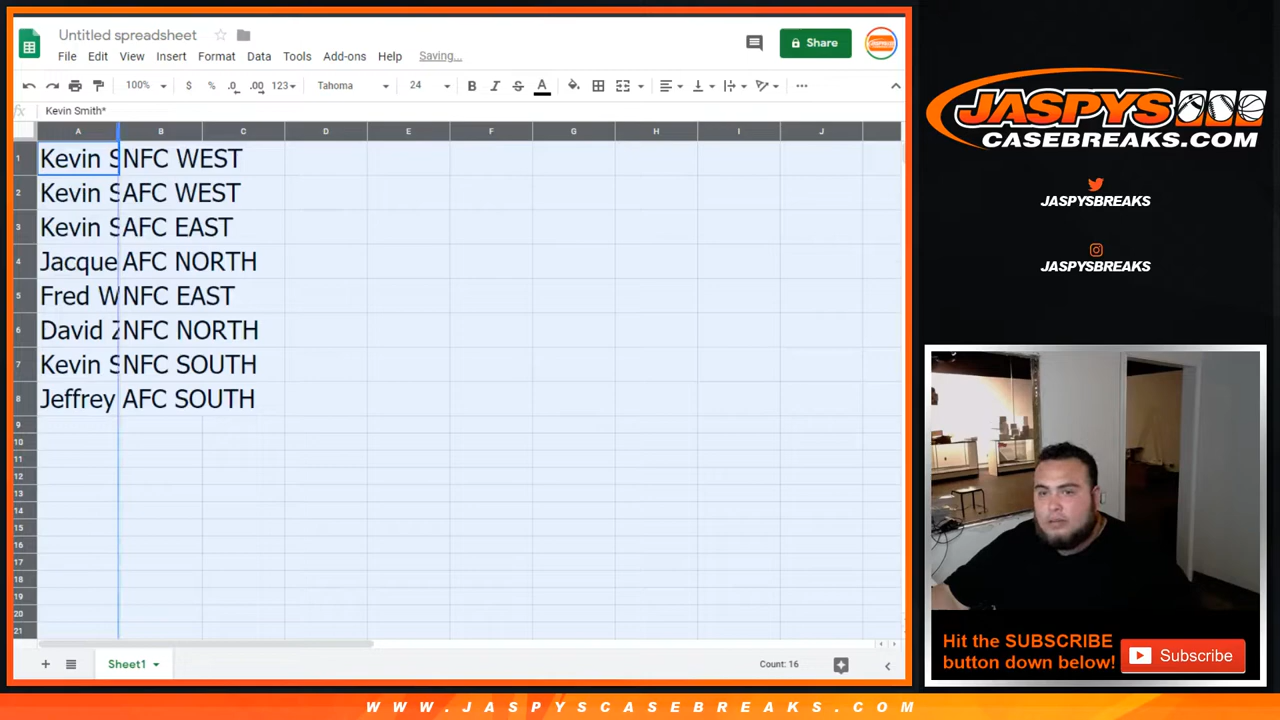 Untitled spreadsheet
File Edit View Insert Format Data Tools Add-ons Help Saving...
Share
100% $ % .0 .00 123 Tahoma 24 B I S A
fx Kevin Smith*
A B C D E F G H I J
1 Kevin S NFC WEST
2 Kevin S AFC WEST
3 Kevin S AFC EAST
4 Jacque AFC NORTH
5 Fred W NFC EAST
6 David Z NFC NORTH
7 Kevin S NFC SOUTH
8 Jeffrey AFC SOUTH
9
10
11
12
13
14
15
16
17
18
19
20
21
Sheet1
Count: 16
JASPYS
CASEBREAKS.COM
JASPYSBREAKS
JASPYSBREAKS
Hit the SUBSCRIBE
button down below!
Subscribe
WWW.JASPYSCASEBREAKS.COM